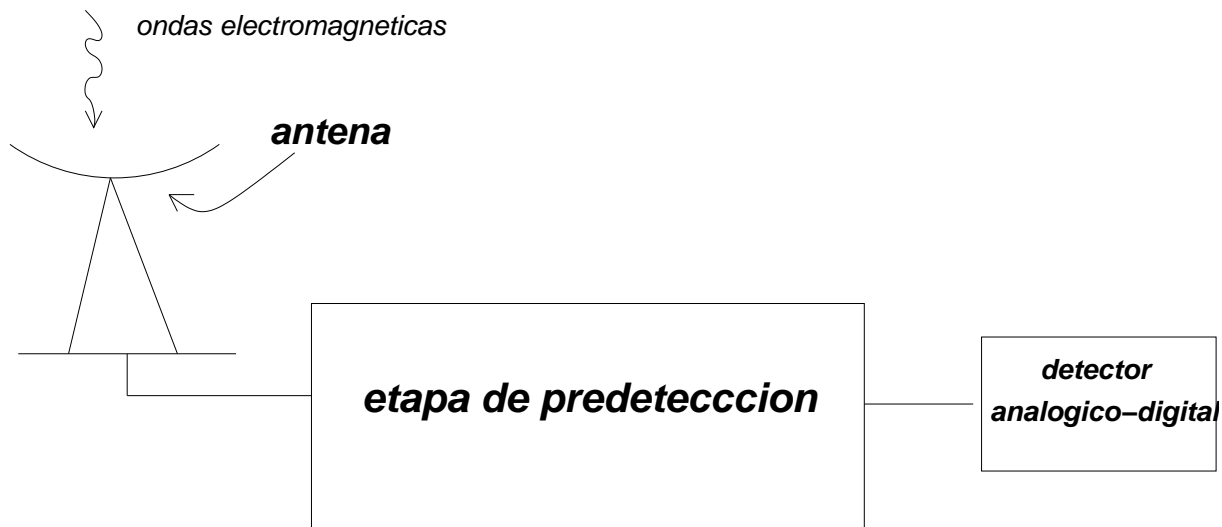 ondas electromagneticas
antena
etapa de predetecccion
detector
analogico–digital